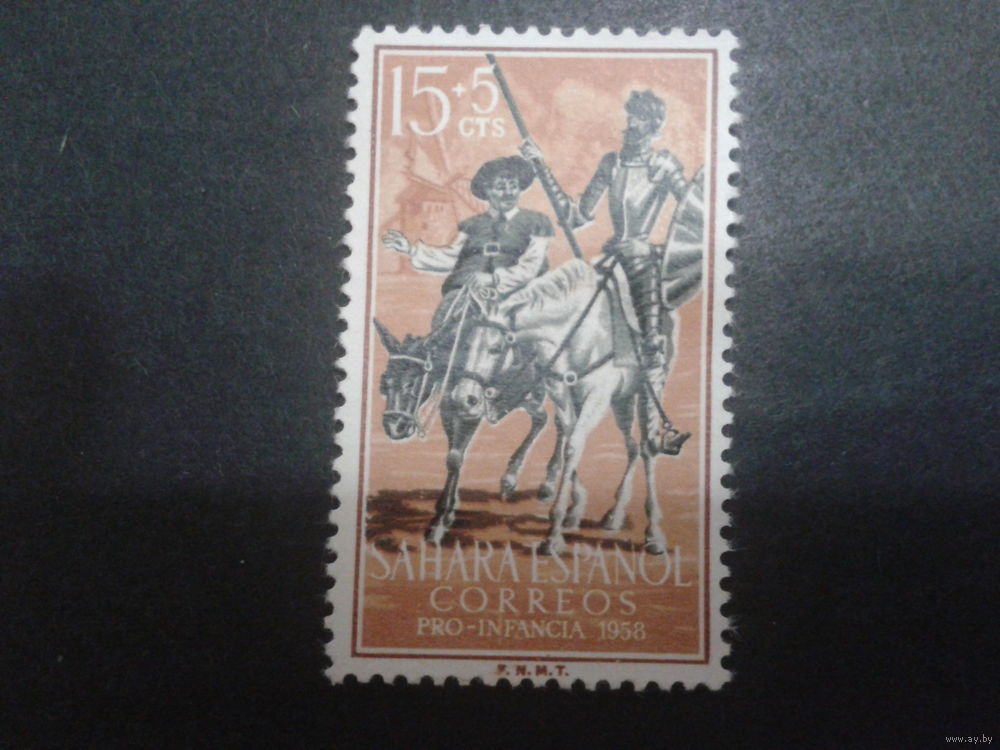 15+5
CTS
SAHARA ESPAÑOL
CORREOS
PRO-INFANCIA 1958
F. N. M. T.
www.ay.by